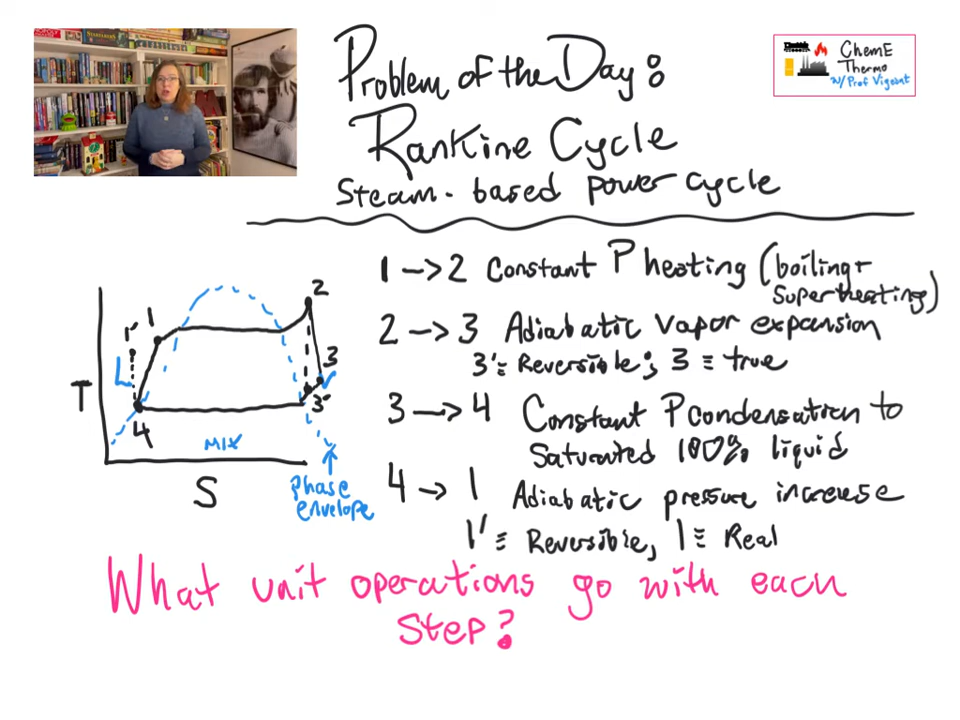 Problem of the Day:
Rankine Cycle
Steam-based power cycle
ChemE
Thermo
w/Prof Vigeant
1 -> 2 Constant P heating (boiling +
Superheating)
2 -> 3 Adiabatic vapor expansion
3' ≡ Reversible; 3 ≡ true
3 -> 4 Constant P condensation to
Saturated 100% liquid
4 -> 1 Adiabatic pressure increase
1' ≡ Reversible, 1 ≡ Real
T
1'
1
2
L
3
V
3'
4
MIX
S
Phase
envelope
What unit operations go with each
Step?